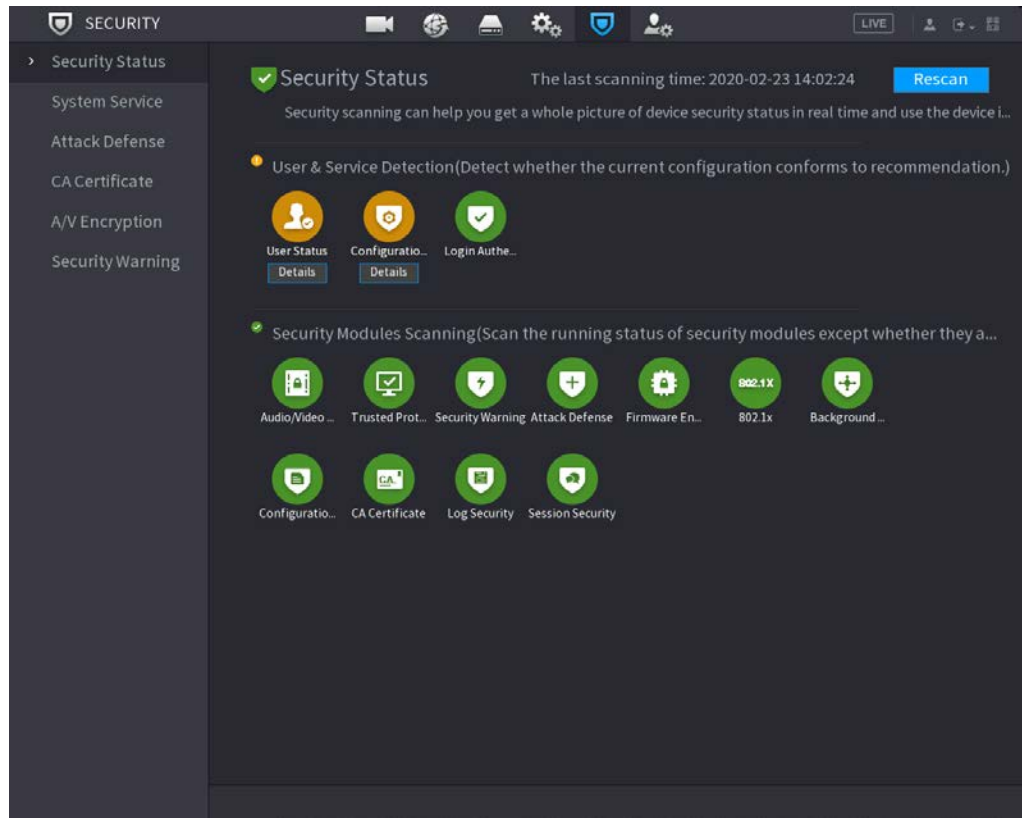 SECURITY
LIVE
Security Status
System Service
Attack Defense
CA Certificate
A/V Encryption
Security Warning
Security Status
The last scanning time: 2020-02-23 14:02:24
Rescan
Security scanning can help you get a whole picture of device security status in real time and use the device i...
User & Service Detection(Detect whether the current configuration conforms to recommendation.)
User Status
Configuratio...
Login Authe...
Details
Details
Security Modules Scanning(Scan the running status of security modules except whether they a...
802.1X
Audio/Video ...
Trusted Prot...
Security Warning
Attack Defense
Firmware En...
802.1x
Background ...
CA.
Configuratio...
CA Certificate
Log Security
Session Security